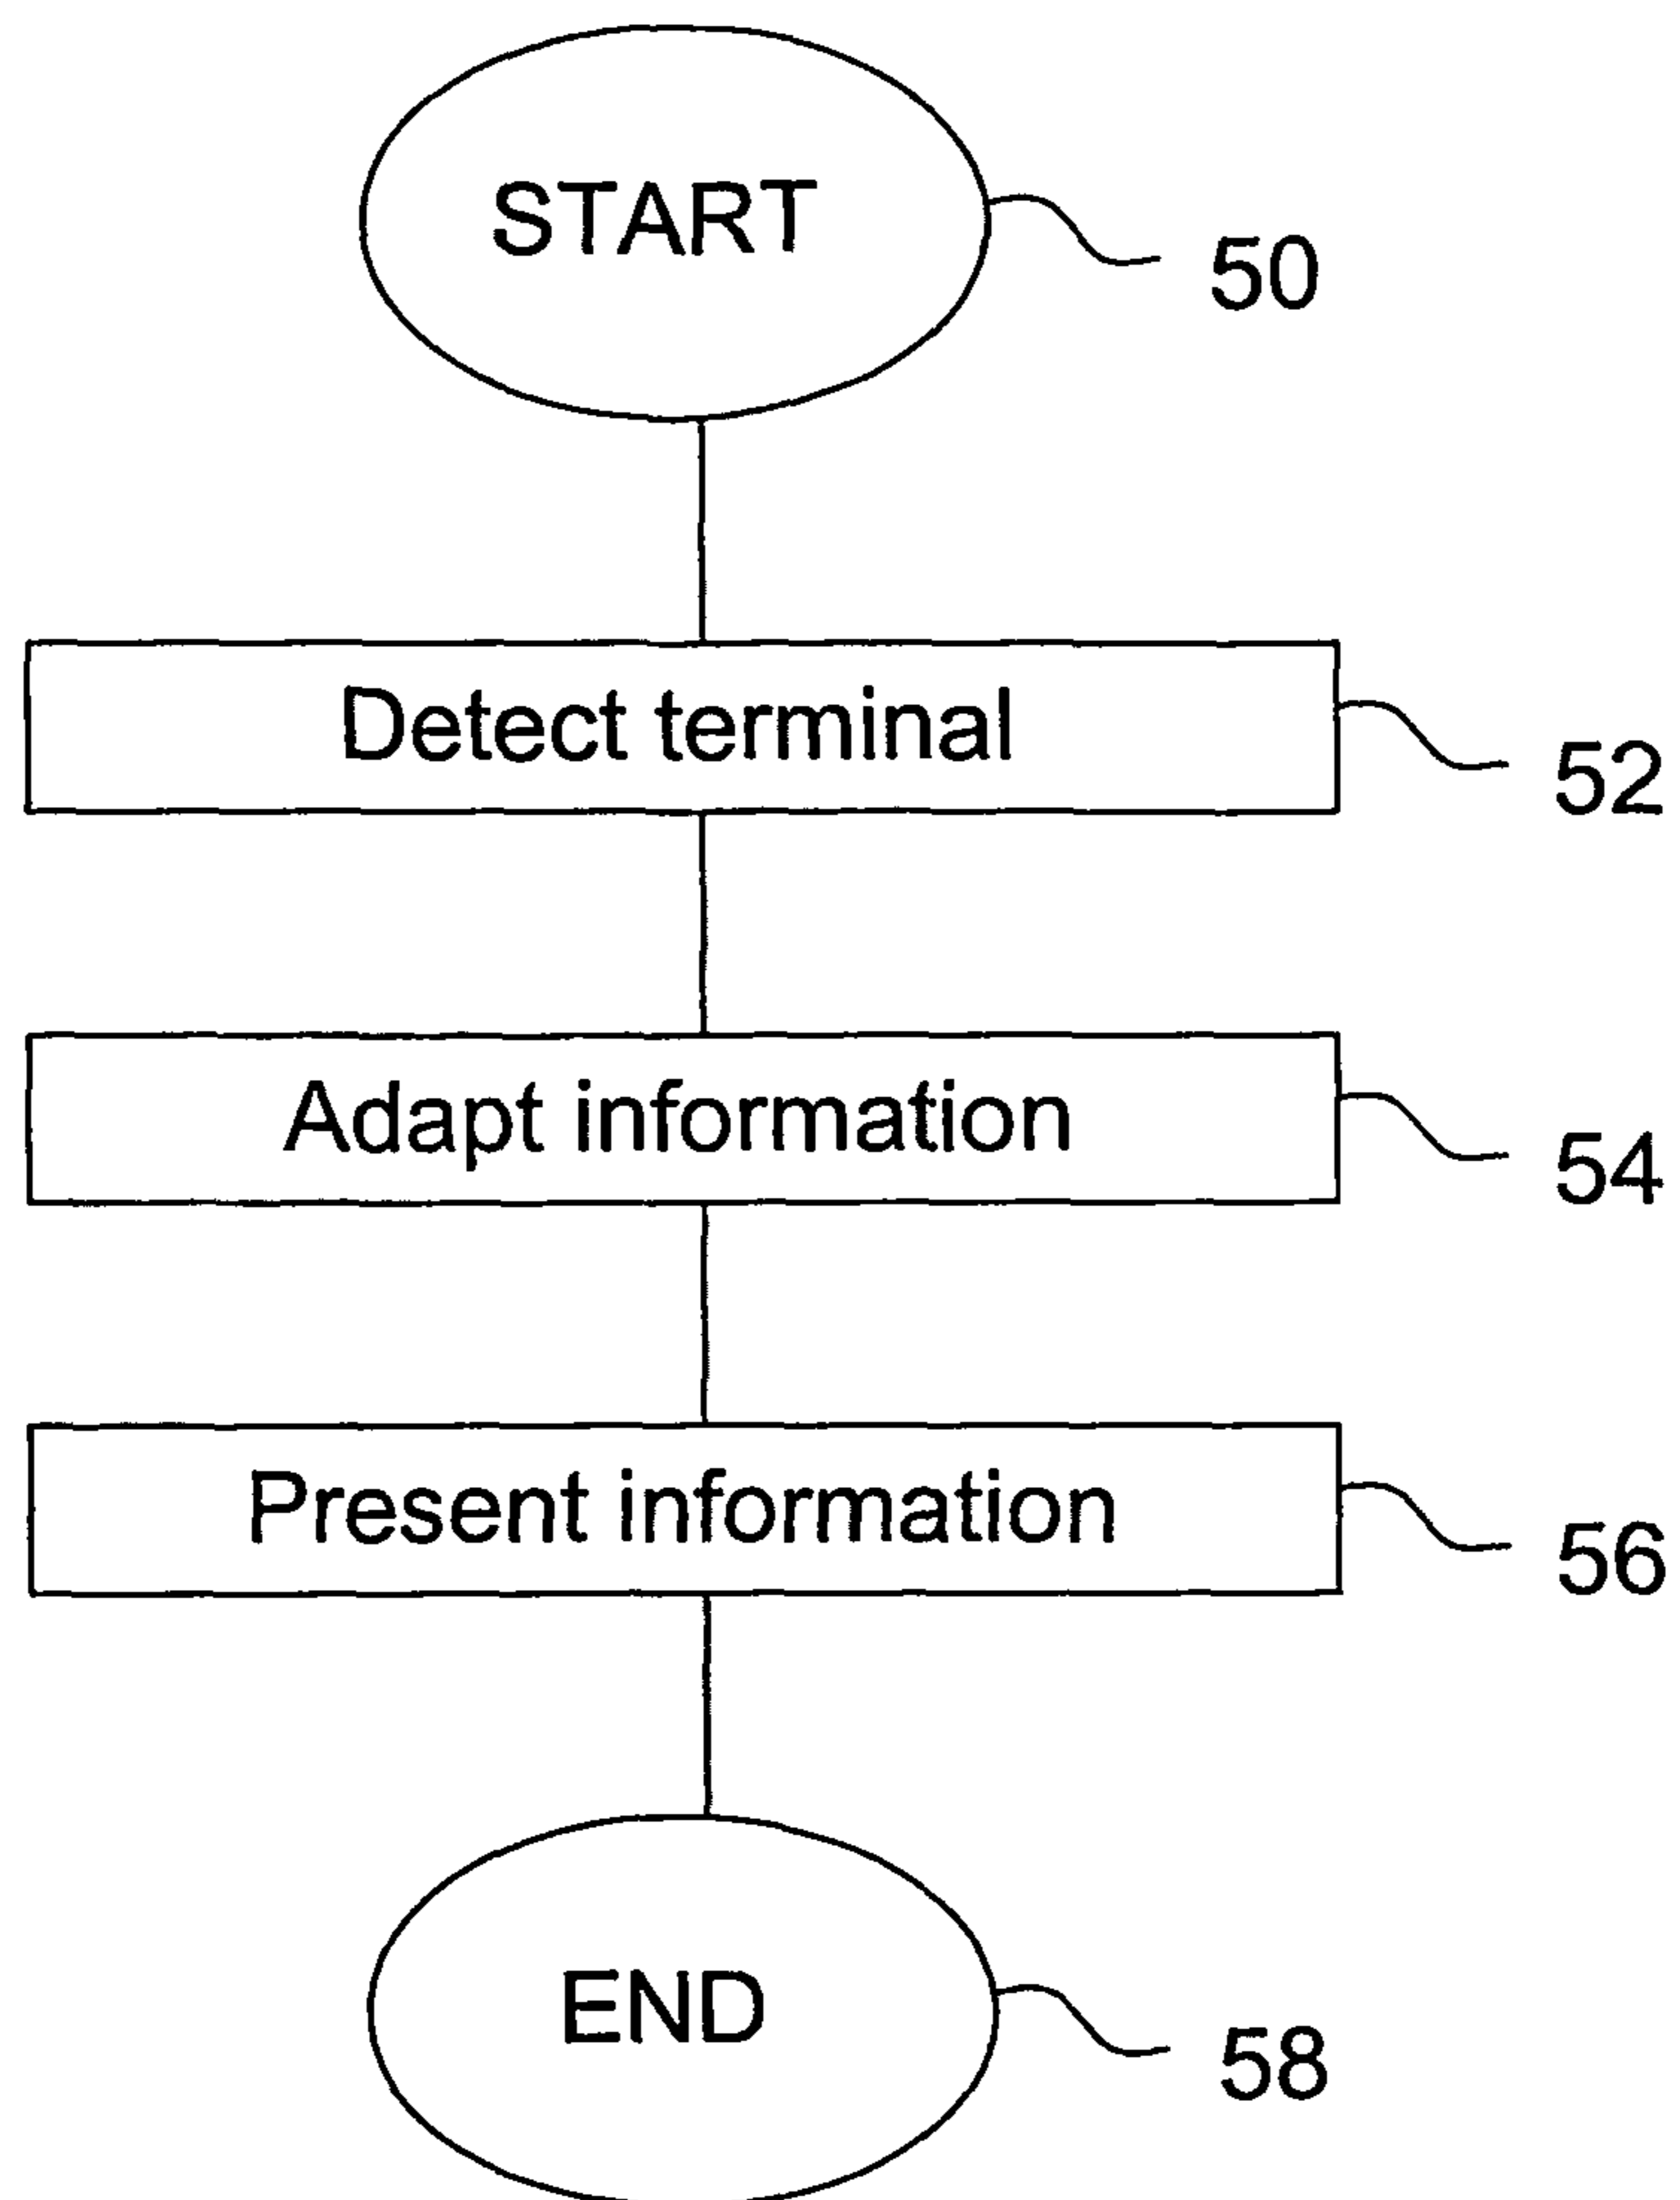 START
50
Detect terminal
52
Adapt information
54
Present information
56
END
58